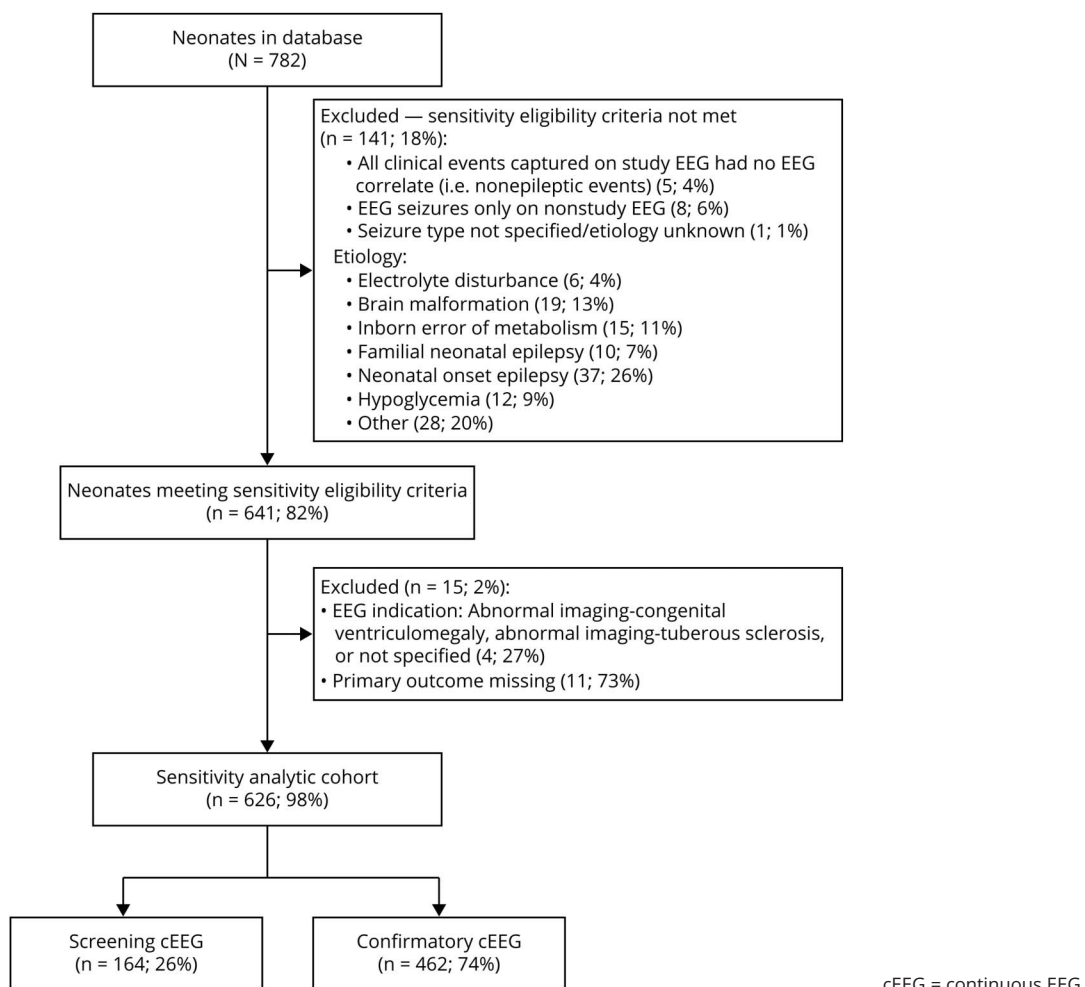 Neonates in database
(N = 782)
Excluded — sensitivity eligibility criteria not met
(n = 141; 18%):
• All clinical events captured on study EEG had no EEG
correlate (i.e. nonepileptic events) (5; 4%)
• EEG seizures only on nonstudy EEG (8; 6%)
• Seizure type not specified/etiology unknown (1; 1%)
Etiology:
• Electrolyte disturbance (6; 4%)
• Brain malformation (19; 13%)
• Inborn error of metabolism (15; 11%)
• Familial neonatal epilepsy (10; 7%)
• Neonatal onset epilepsy (37; 26%)
• Hypoglycemia (12; 9%)
• Other (28; 20%)
Neonates meeting sensitivity eligibility criteria
(n = 641; 82%)
Excluded (n = 15; 2%):
• EEG indication: Abnormal imaging-congenital
ventriculomegaly, abnormal imaging-tuberous sclerosis,
or not specified (4; 27%)
• Primary outcome missing (11; 73%)
Sensitivity analytic cohort
(n = 626; 98%)
Screening cEEG
(n = 164; 26%)
Confirmatory cEEG
(n = 462; 74%)
cEEG = continuous EEG